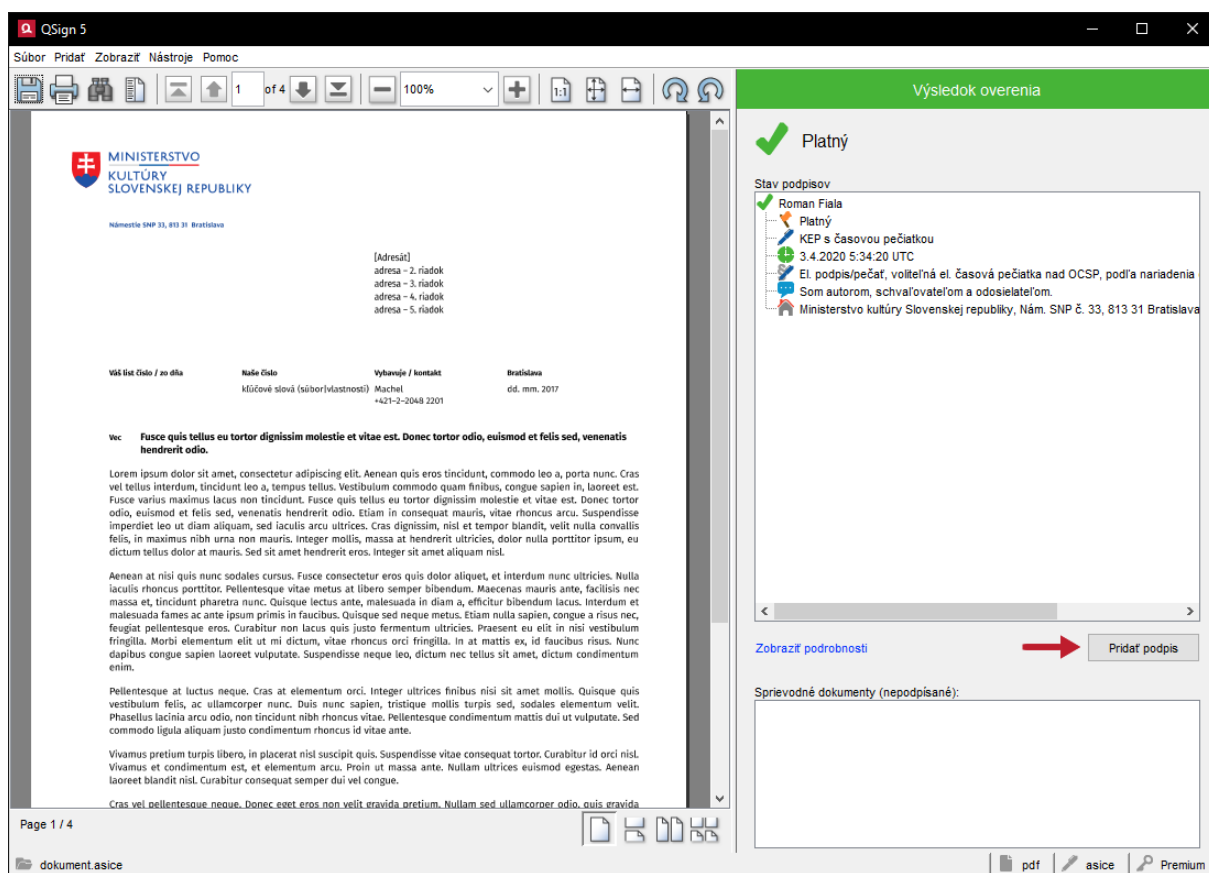 QSign 5
Súbor Pridať Zobraziť Nástroje Pomoc
1 of 4 100% 1:1
Výsledok overenia
MINISTERSTVO
KULTÚRY
SLOVENSKEJ REPUBLIKY
Námestie SNP 33, 813 31 Bratislava
[Adresát]
adresa – 2. riadok
adresa – 3. riadok
adresa – 4. riadok
adresa – 5. riadok
Váš list číslo / zo dňa Naše číslo Vybavuje / kontakt Bratislava
kľúčové slová (súbor|vlastnosti) Machel dd. mm. 2017
+421–2–2048 2201
Vec Fusce quis tellus eu tortor dignissim molestie et vitae est. Donec tortor odio, euismod et felis sed, venenatis
hendrerit odio.
Lorem ipsum dolor sit amet, consectetur adipiscing elit. Aenean quis eros tincidunt, commodo leo a, porta nunc. Cras
vel tellus interdum, tincidunt leo a, tempus tellus. Vestibulum commodo quam finibus, congue sapien in, laoreet est.
Fusce varius maximus lacus non tincidunt. Fusce quis tellus eu tortor dignissim molestie et vitae est. Donec tortor
odio, euismod et felis sed, venenatis hendrerit odio. Etiam in consequat mauris, vitae rhoncus arcu. Suspendisse
imperdiet leo ut diam aliquam, sed iaculis arcu ultrices. Cras dignissim, nisl et tempor blandit, velit nulla convallis
felis, in maximus nibh urna non mauris. Integer mollis, massa at hendrerit ultricies, dolor nulla porttitor ipsum, eu
dictum tellus dolor at mauris. Sed sit amet hendrerit eros. Integer sit amet aliquam nisl.
Aenean at nisi quis nunc sodales cursus. Fusce consectetur eros quis dolor aliquet, et interdum nunc ultricies. Nulla
iaculis rhoncus porttitor. Pellentesque vitae metus at libero semper bibendum. Maecenas mauris ante, facilisis nec
massa et, tincidunt pharetra nunc. Quisque lectus ante, malesuada in diam a, efficitur bibendum lacus. Interdum et
malesuada fames ac ante ipsum primis in faucibus. Quisque sed neque metus. Etiam nulla sapien, congue a risus nec,
feugiat pellentesque eros. Curabitur non lacus quis justo fermentum ultricies. Praesent eu elit in nisi vestibulum
fringilla. Morbi elementum elit ut mi dictum, vitae rhoncus orci fringilla. In at mattis ex, id faucibus risus. Nunc
dapibus congue sapien laoreet vulputate. Suspendisse neque leo, dictum nec tellus sit amet, dictum condimentum
enim.
Pellentesque at luctus neque. Cras at elementum orci. Integer ultrices finibus nisi sit amet mollis. Quisque quis
vestibulum felis, ac ullamcorper nunc. Duis nunc sapien, tristique mollis turpis sed, sodales elementum velit.
Phasellus lacinia arcu odio, non tincidunt nibh rhoncus vitae. Pellentesque condimentum mattis dui ut vulputate. Sed
commodo ligula aliquam justo condimentum rhoncus id vitae ante.
Vivamus pretium turpis libero, in placerat nisl suscipit quis. Suspendisse vitae consequat tortor. Curabitur id orci nisl.
Vivamus et condimentum est, et elementum arcu. Proin ut massa ante. Nullam ultrices euismod egestas. Aenean
laoreet blandit nisl. Curabitur consequat semper dui vel congue.
Cras vel pellentesque neque. Donec eget eros non velit gravida pretium. Nullam sed ullamcorper odio, quis gravida
Page 1 / 4
dokument.asice
Platný
Stav podpisov
Roman Fiala
Platný
KEP s časovou pečiatkou
3.4.2020 5:34:20 UTC
El. podpis/pečať, voliteľná el. časová pečiatka nad OCSP, podľa nariadenia
Som autorom, schvaľovateľom a odosielateľom.
Ministerstvo kultúry Slovenskej republiky, Nám. SNP č. 33, 813 31 Bratislava
Zobraziť podrobnosti Pridať podpis
Sprievodné dokumenty (nepodpísané):
pdf asice Premium